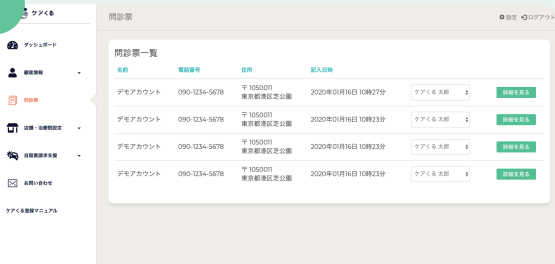 ケアくる
問診票
設定 ログアウト
ダッシュボード
顧客情報
問診票
店舗・治療院設定
自賠責請求支援
お問い合わせ
ケアくる登録マニュアル
問診票一覧
名前 電話番号 住所 記入日時
デモアカウント 090-1234-5678 〒1050011
東京都港区芝公園 2020年01月16日 10時27分 ケアくる 太郎 詳細を見る
デモアカウント 090-1234-5678 〒1050011
東京都港区芝公園 2020年01月16日 10時23分 ケアくる 太郎 詳細を見る
デモアカウント 090-1234-5678 〒1050011
東京都港区芝公園 2020年01月16日 10時23分 ケアくる 太郎 詳細を見る
デモアカウント 090-1234-5678 〒1050011
東京都港区芝公園 2020年01月16日 10時23分 ケアくる 太郎 詳細を見る